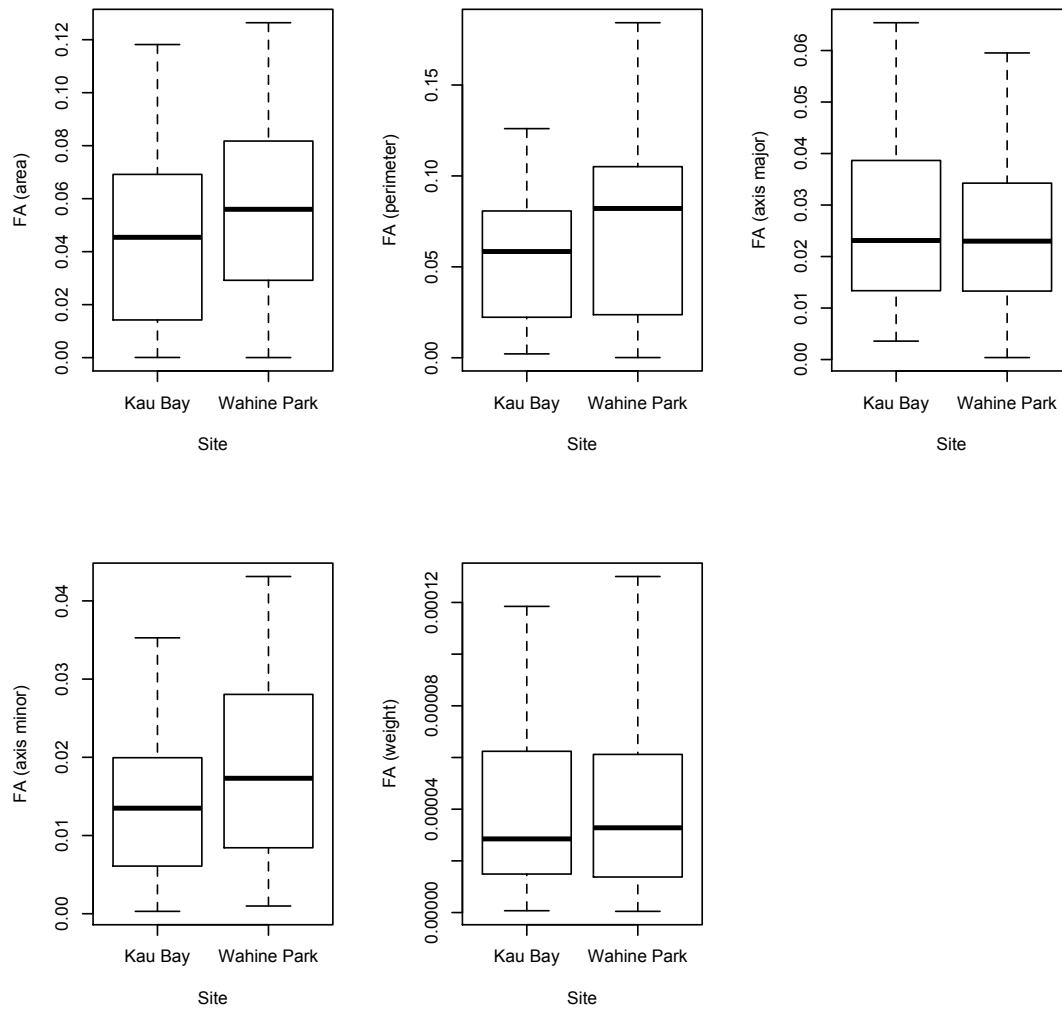 FA (area)
0.00 0.02 0.04 0.06 0.08 0.10 0.12
Kau Bay Wahine Park
Site
FA (perimeter)
0.00 0.05 0.10 0.15
Kau Bay Wahine Park
Site
FA (axis major)
0.00 0.01 0.02 0.03 0.04 0.05 0.06
Kau Bay Wahine Park
Site
FA (axis minor)
0.00 0.01 0.02 0.03 0.04
Kau Bay Wahine Park
Site
FA (weight)
0.00000 0.00004 0.00008 0.00012
Kau Bay Wahine Park
Site